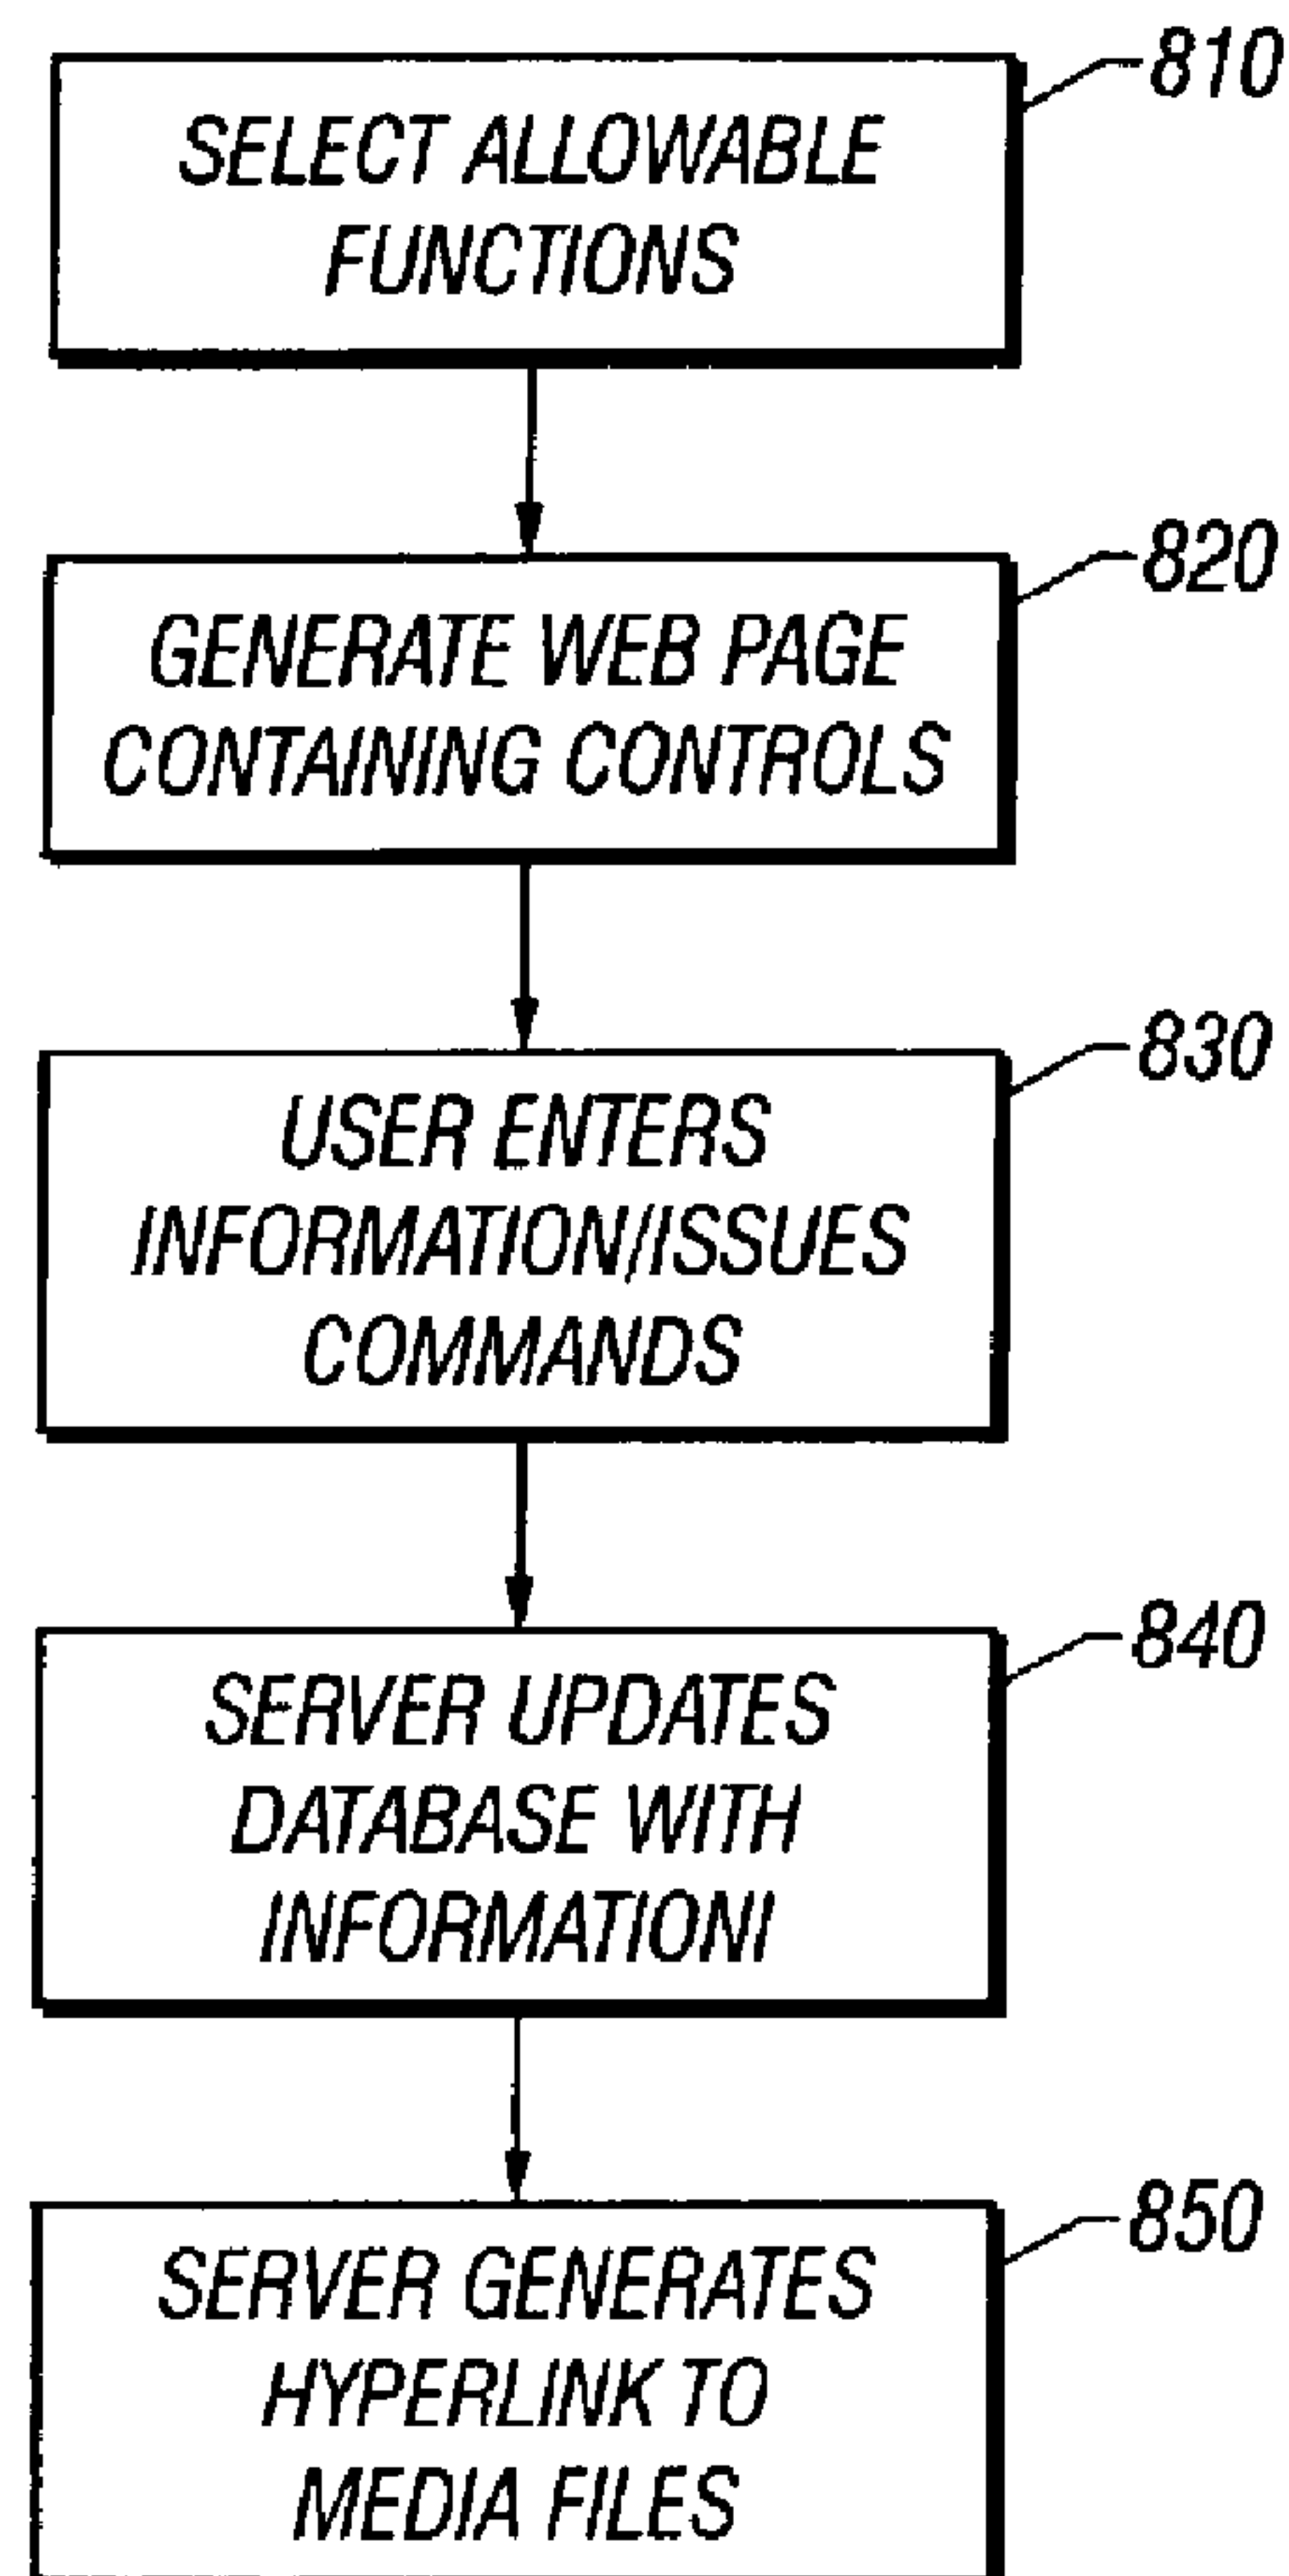 810
SELECT ALLOWABLE
FUNCTIONS
820
GENERATE WEB PAGE
CONTAINING CONTROLS
830
USER ENTERS
INFORMATION/ISSUES
COMMANDS
840
SERVER UPDATES
DATABASE WITH
INFORMATIONI
850
SERVER GENERATES
HYPERLINK TO
MEDIA FILES